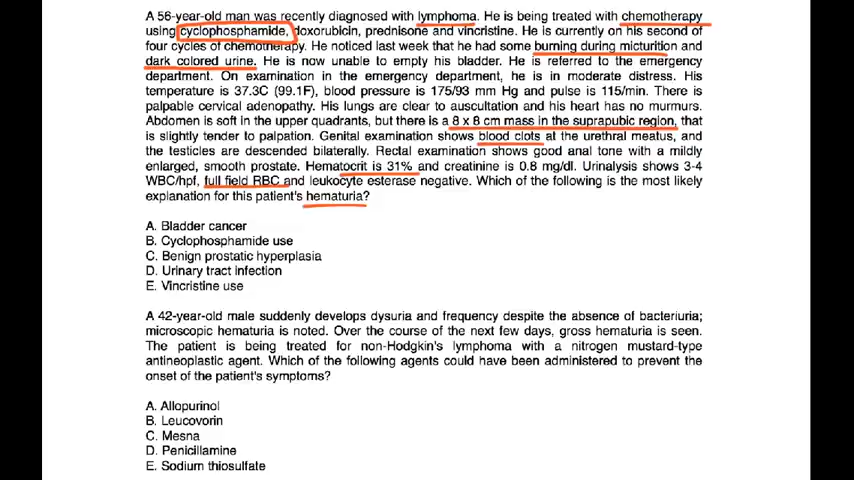 A 56-year-old man was recently diagnosed with lymphoma. He is being treated with chemotherapy
using cyclophosphamide, doxorubicin, prednisone and vincristine. He is currently on his second of
four cycles of chemotherapy. He noticed last week that he had some burning during micturition and
dark colored urine. He is now unable to empty his bladder. He is referred to the emergency
department. On examination in the emergency department, he is in moderate distress. His
temperature is 37.3C (99.1F), blood pressure is 175/93 mm Hg and pulse is 115/min. There is
palpable cervical adenopathy. His lungs are clear to auscultation and his heart has no murmurs.
Abdomen is soft in the upper quadrants, but there is a 8 x 8 cm mass in the suprapubic region, that
is slightly tender to palpation. Genital examination shows blood clots at the urethral meatus, and
the testicles are descended bilaterally. Rectal examination shows good anal tone with a mildly
enlarged, smooth prostate. Hematocrit is 31% and creatinine is 0.8 mg/dl. Urinalysis shows 3-4
WBC/hpf, full field RBC and leukocyte esterase negative. Which of the following is the most likely
explanation for this patient's hematuria?
A. Bladder cancer
B. Cyclophosphamide use
C. Benign prostatic hyperplasia
D. Urinary tract infection
E. Vincristine use
A 42-year-old male suddenly develops dysuria and frequency despite the absence of bacteriuria;
microscopic hematuria is noted. Over the course of the next few days, gross hematuria is seen.
The patient is being treated for non-Hodgkin's lymphoma with a nitrogen mustard-type
antineoplastic agent. Which of the following agents could have been administered to prevent the
onset of the patient's symptoms?
A. Allopurinol
B. Leucovorin
C. Mesna
D. Penicillamine
E. Sodium thiosulfate